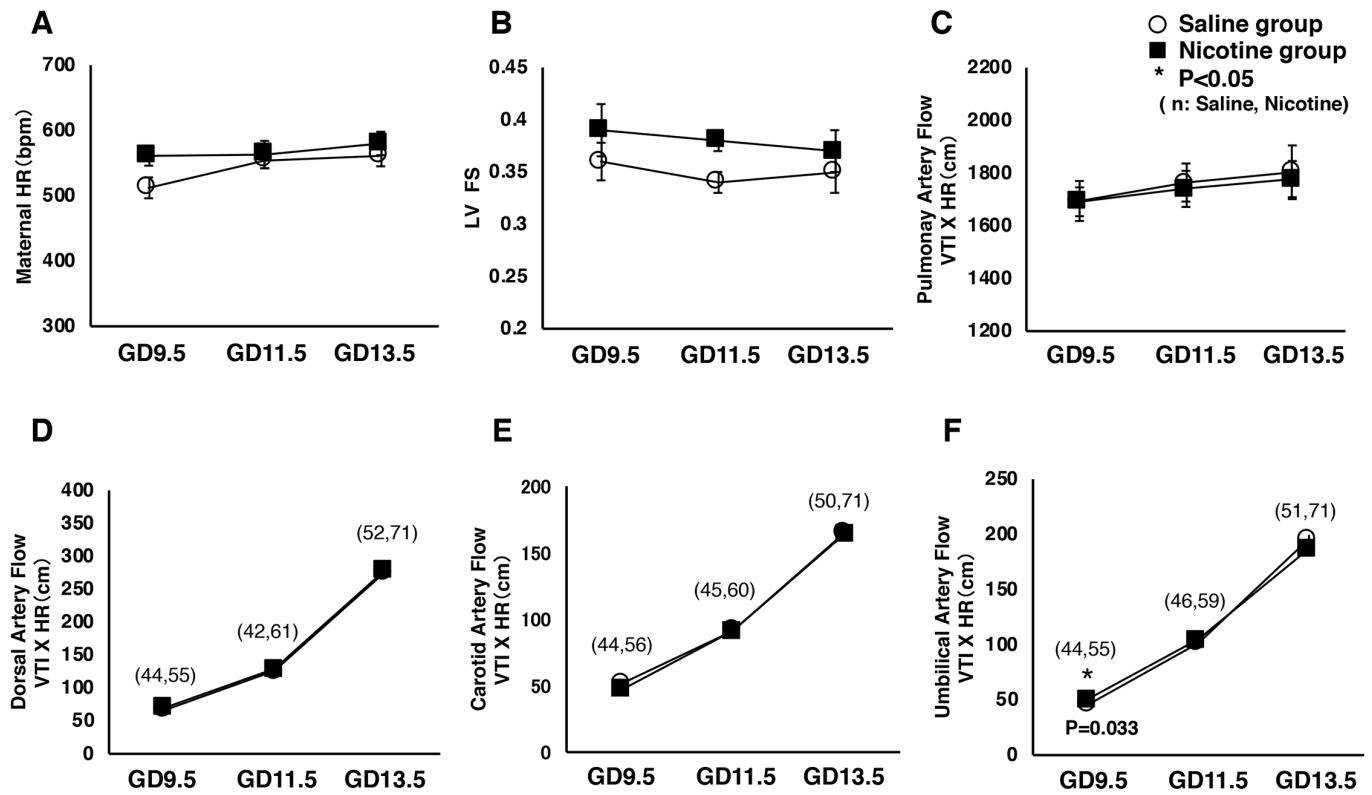 A
Maternal HR(bpm)
700
600
500
400
300
GD9.5 GD11.5 GD13.5
B
LV FS
0.45
0.4
0.35
0.3
0.25
0.2
GD9.5 GD11.5 GD13.5
C
Saline group
Nicotine group
* P<0.05
( n: Saline, Nicotine)
Pulmonay Artery Flow
VTI X HR(cm)
2200
2000
1800
1600
1400
1200
GD9.5 GD11.5 GD13.5
D
Dorsal Artery Flow
VTI X HR(cm)
400
350
300
250
200
150
100
50
0
(44,55)
(42,61)
(52,71)
GD9.5 GD11.5 GD13.5
E
Carotid Artery Flow
VTI X HR(cm)
200
150
100
50
0
(44,56)
(45,60)
(50,71)
GD9.5 GD11.5 GD13.5
F
Umbilical Artery Flow
VTI X HR(cm)
250
200
150
100
50
0
(44,55)
*
P=0.033
(46,59)
(51,71)
GD9.5 GD11.5 GD13.5